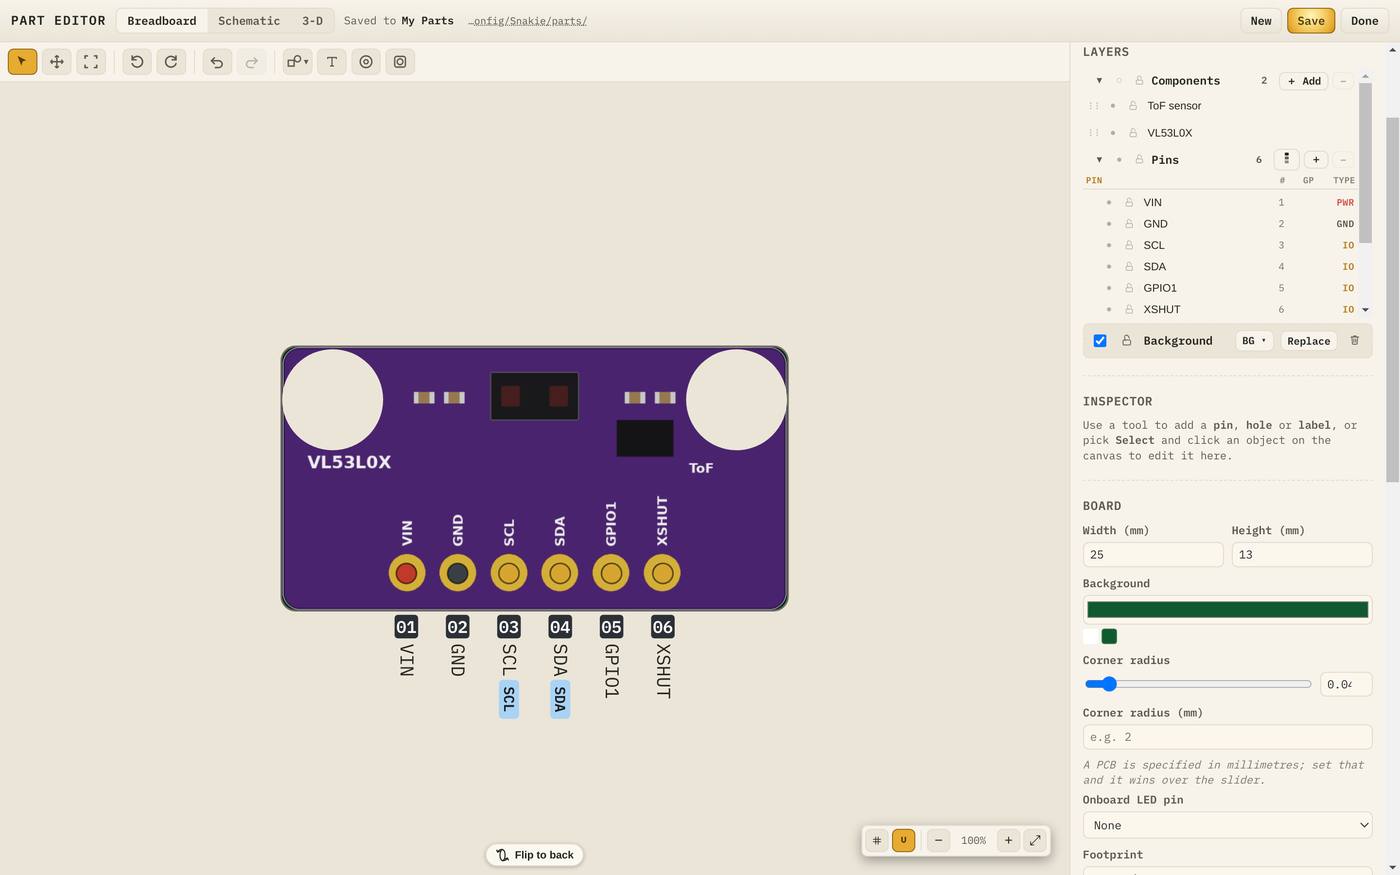 PART EDITOR
Breadboard
Schematic
3-D
Saved to My Parts
…onfig/Snakie/parts/
New
Save
Done
LAYERS
Components 2 + Add −
ToF sensor
VL53L0X
Pins 6 + −
PIN # GP TYPE
VIN 1 PWR
GND 2 GND
SCL 3 IO
SDA 4 IO
GPIO1 5 IO
XSHUT 6 IO
Background BG Replace
INSPECTOR
Use a tool to add a pin, hole or label, or
pick Select and click an object on the
canvas to edit it here.
BOARD
Width (mm) Height (mm)
25 13
Background
Corner radius
0.04
Corner radius (mm)
e.g. 2
A PCB is specified in millimetres; set that
and it wins over the slider.
Onboard LED pin
None
Footprint
VL53L0X
ToF
VIN
GND
SCL
SDA
GPIO1
XSHUT
01 02 03 04 05 06
VIN
GND
SCL
SDA
GPIO1
XSHUT
SCL
SDA
Flip to back
U − 100% +